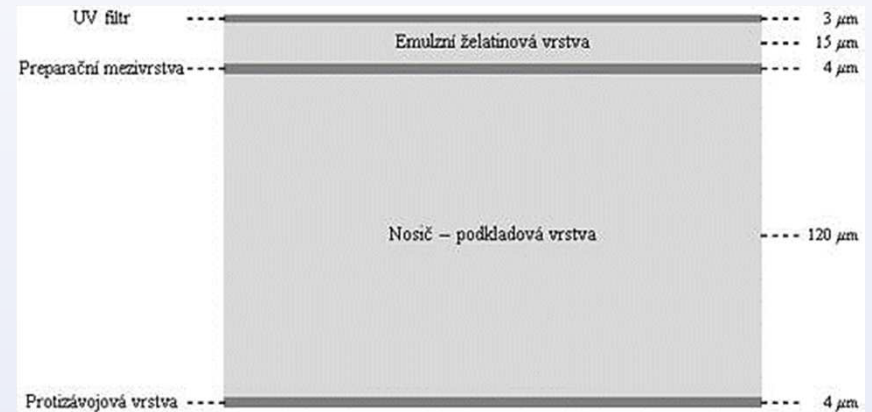 UV filtr 3 μm
Emulzní želatinová vrstva 15 μm
Preparační mezivrstva 4 μm
Nosič – podkladová vrstva 120 μm
Protizávojová vrstva 4 μm